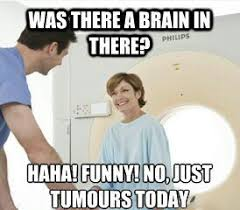 WAS THERE A BRAIN IN
THERE?
PHILIPS
HAHA! FUNNY! NO, JUST
TUMOURS TODAY